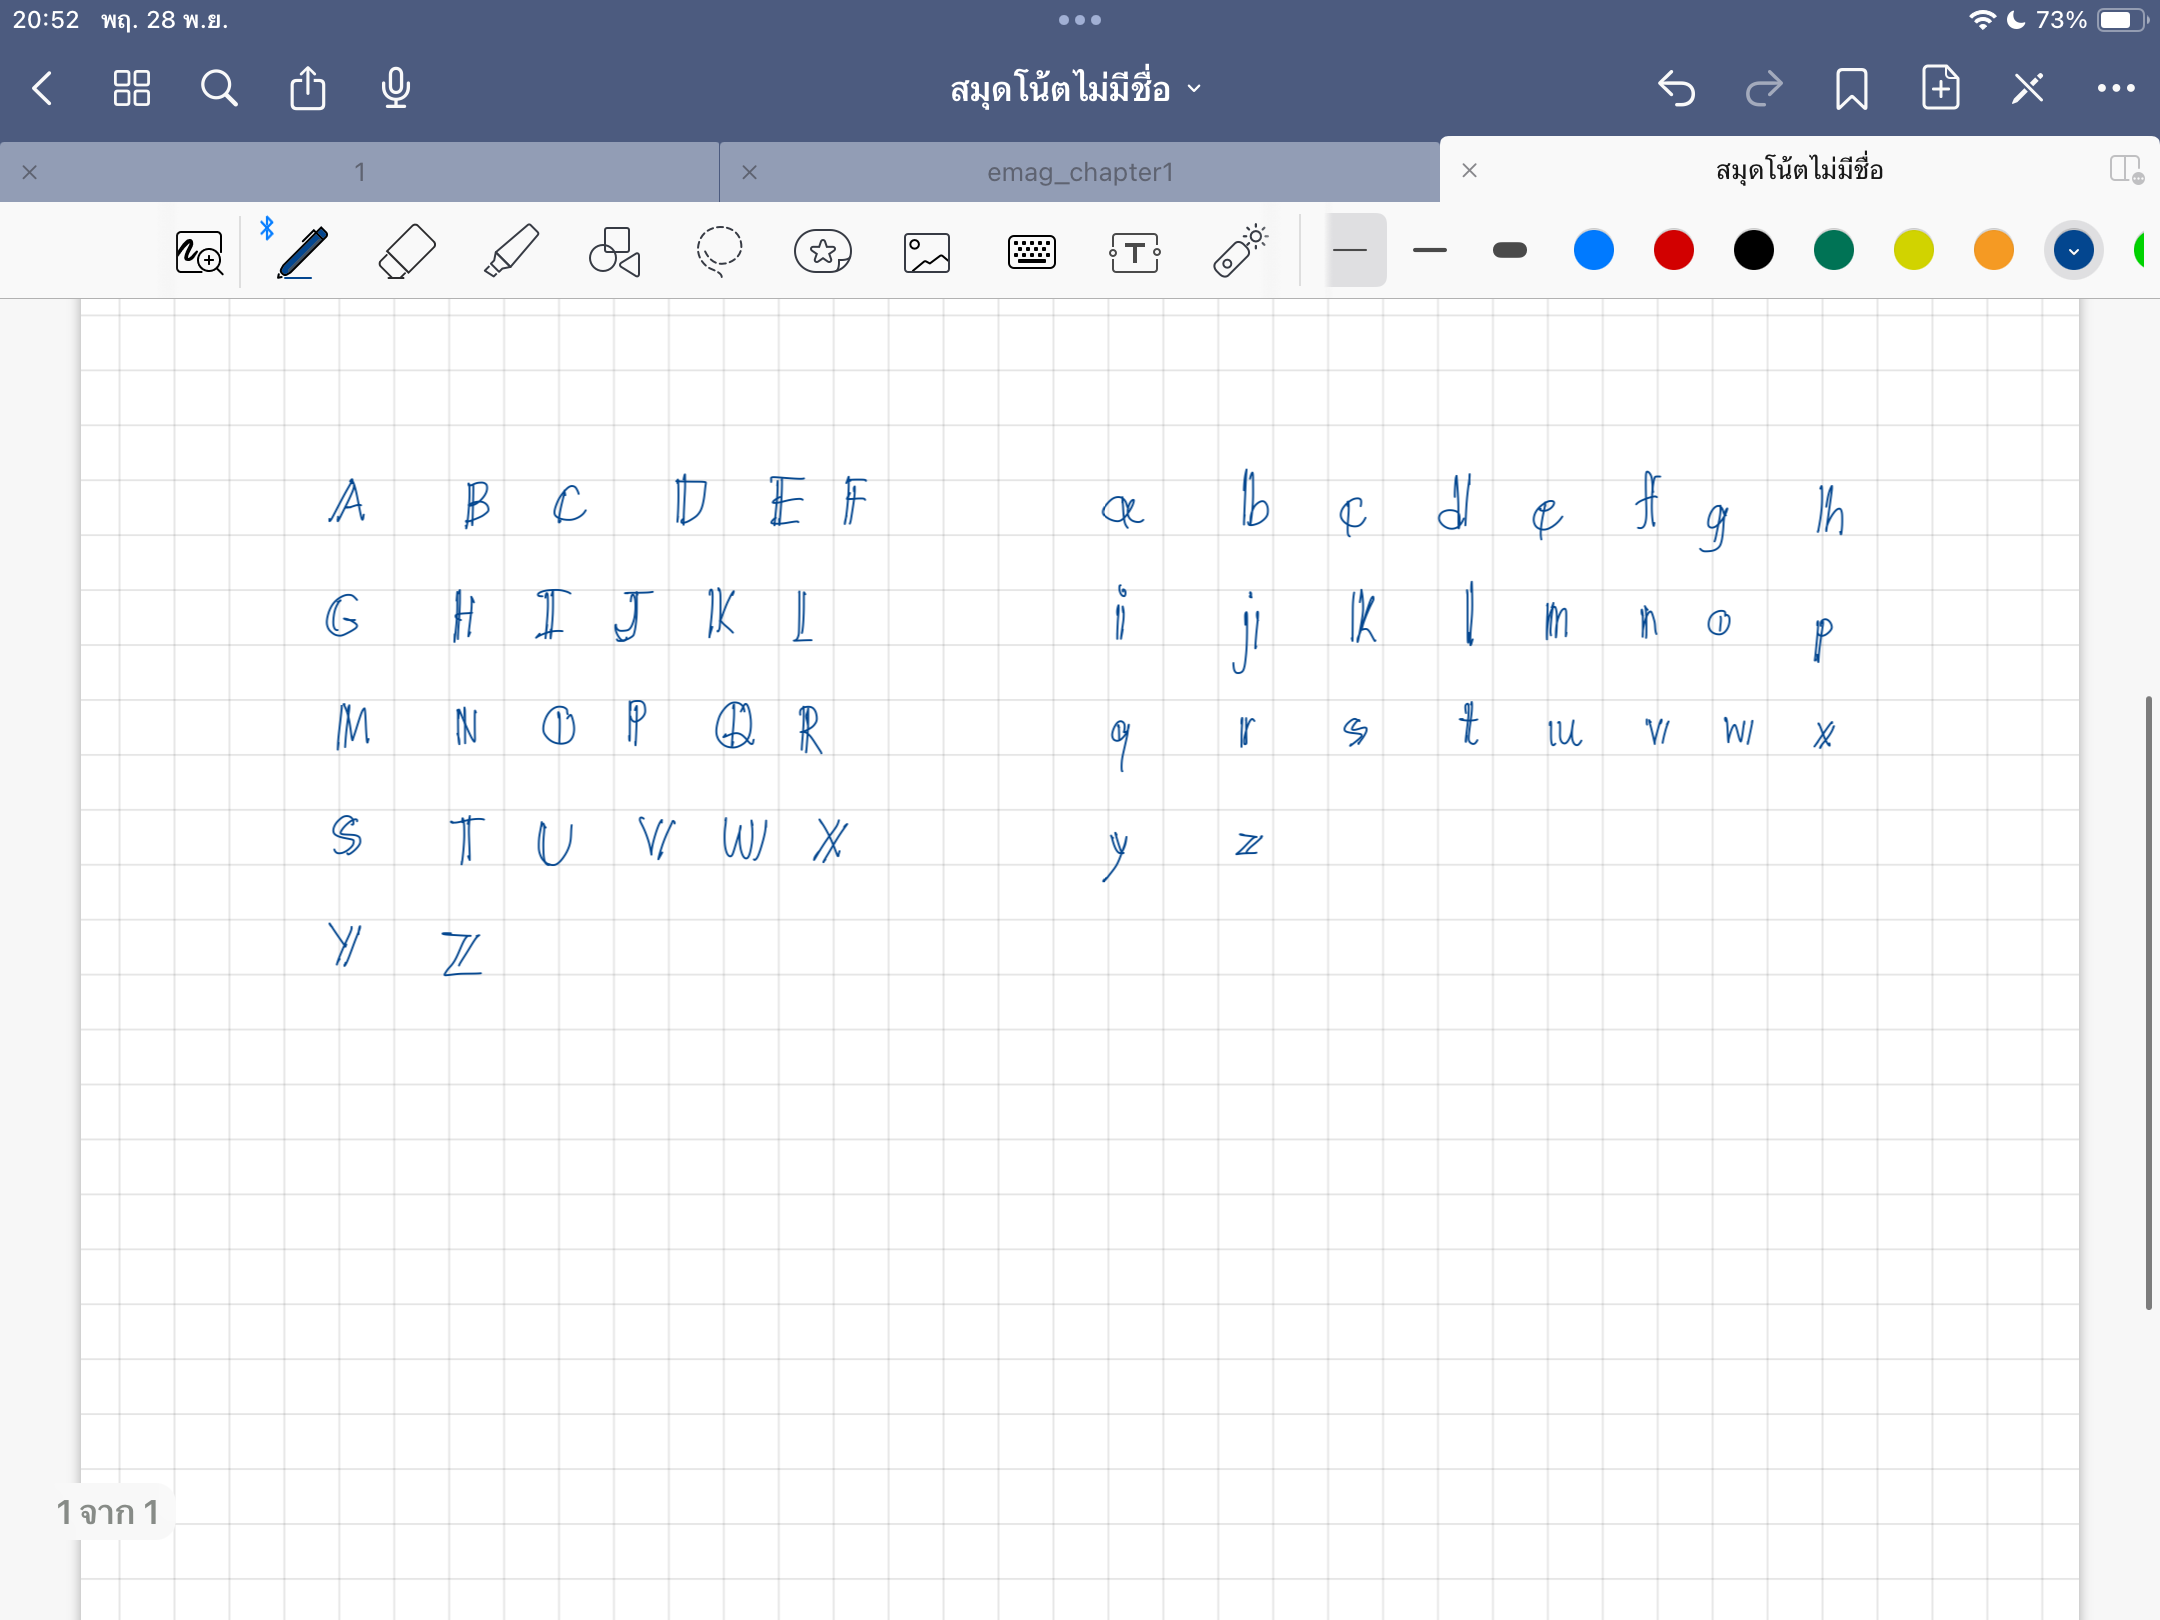 20:52 พฤ. 28 พ.ย. 73%
สมุดโน้ตไม่มีชื่อ
1 emag_chapter1 สมุดโน้ตไม่มีชื่อ
A B C D E F a b c d e f g h
G H I J K L i j k l m n o p
M N O P Q R q r s t u v w x
S T U V W X y z
Y Z
1 จาก 1